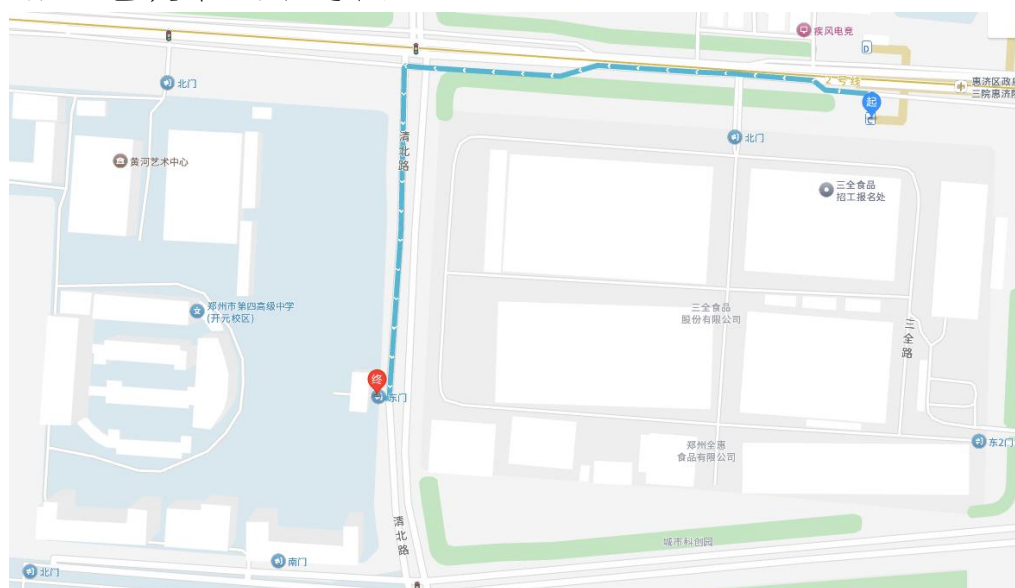 疾风电竞
D
北门
2号线
惠济区政府
三院惠济院
起
C
清北路
北门
黄河艺术中心
三全食品
招工报名处
郑州市第四高级中学
(开元校区)
三全食品
股份有限公司
三全路
终
东门
郑州全惠
食品有限公司
东2门
清北路
城市科创园
南门
北门